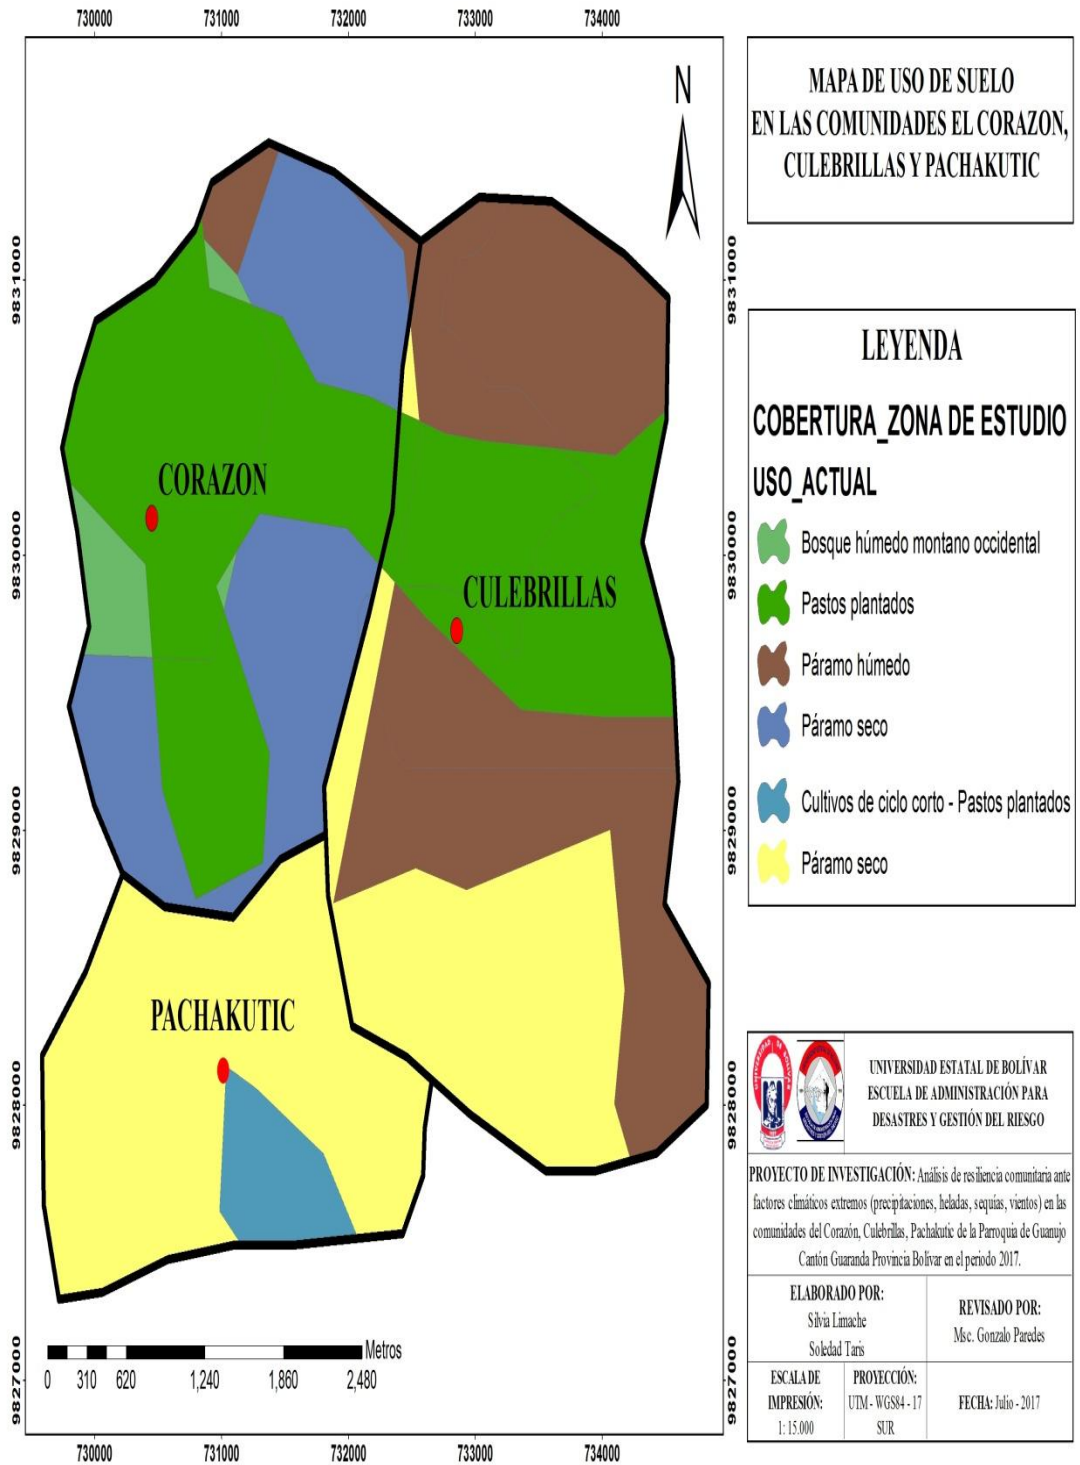 730000 731000 732000 733000 734000
N
9831000 9831000
9830000 9830000
9829000 9829000
9828000 9828000
9827000 9827000
CORAZON
CULEBRILLAS
PACHAKUTIC
Metros
0 310 620 1,240 1,860 2,480
730000 731000 732000 733000 734000
MAPA DE USO DE SUELO
EN LAS COMUNIDADES EL CORAZON,
CULEBRILLAS Y PACHAKUTIC
LEYENDA
COBERTURA_ZONA DE ESTUDIO
USO_ACTUAL
Bosque húmedo montano occidental
Pastos plantados
Páramo húmedo
Páramo seco
Cultivos de ciclo corto - Pastos plantados
Páramo seco
UNIVERSIDAD ESTATAL DE BOLÍVAR
ESCUELA DE ADMINISTRACIÓN PARA
DESASTRES Y GESTIÓN DEL RIESGO
PROYECTO DE INVESTIGACIÓN: Análisis de resiliencia comunitaria ante
factores climáticos extremos (precipitaciones, heladas, sequías, vientos) en las
comunidades del Corazón, Culebrillas, Pachakutic de la Parroquia de Guanujo
Cantón Guaranda Provincia Bolívar en el periodo 2017.
ELABORADO POR:
Silvia Limache
Soledad Taris
REVISADO POR:
Msc. Gonzalo Paredes
ESCALA DE
IMPRESIÓN:
1: 15.000
PROYECCIÓN:
UTM - WGS84 - 17
SUR
FECHA: Julio - 2017